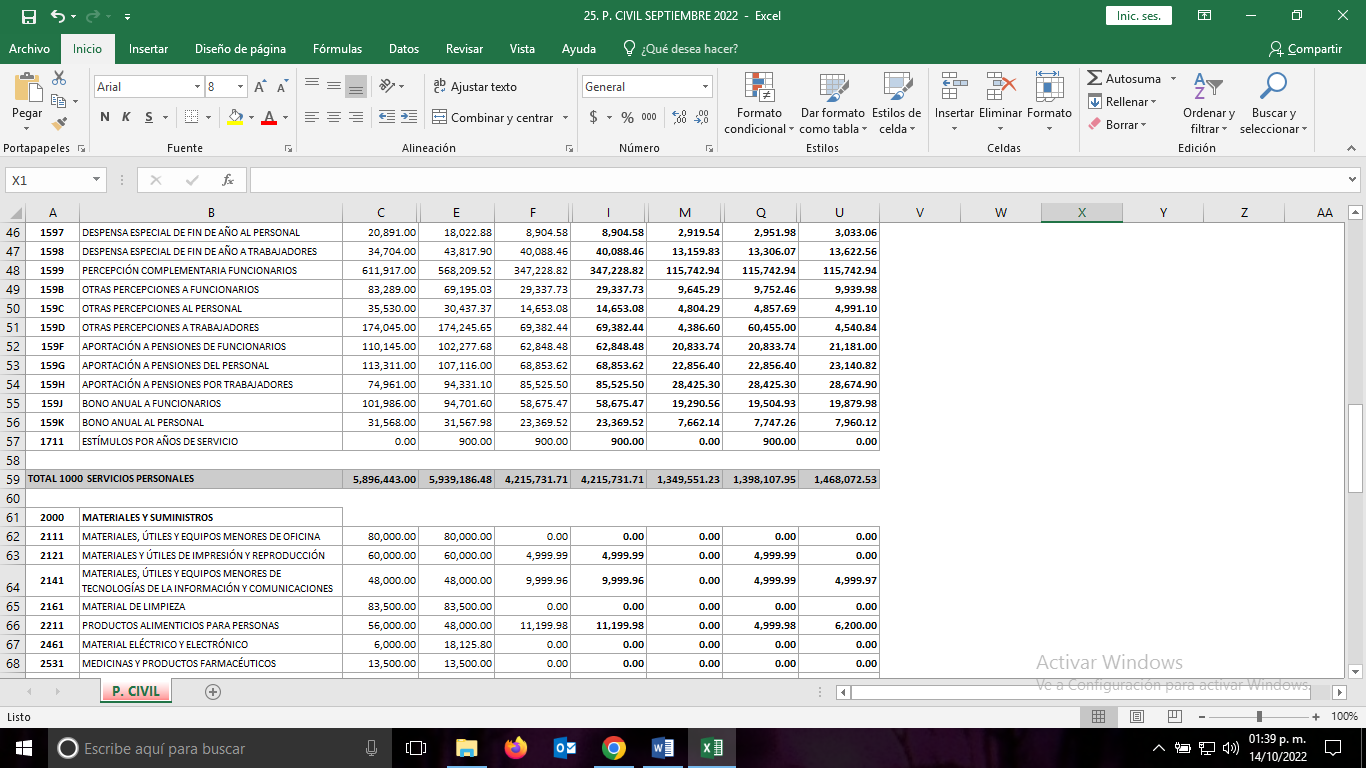 25. P. CIVIL SEPTIEMBRE 2022 - Excel
Inic. ses.
Archivo Inicio Insertar Diseño de página Fórmulas Datos Revisar Vista Ayuda ¿Qué desea hacer? Compartir
Pegar
Portapapeles
Arial 8
N K S A
Fuente
Ajustar texto
Combinar y centrar
Alineación
General
$ % 000
Número
Formato condicional
Dar formato como tabla
Estilos de celda
Estilos
Insertar Eliminar Formato
Celdas
Autosuma
Rellenar
Borrar
Ordenar y filtrar
Buscar y seleccionar
Edición
X1 fx
A B C E F I M Q U V W X Y Z AA
46 1597 DESPENSA ESPECIAL DE FIN DE AÑO AL PERSONAL 20,891.00 18,022.88 8,904.58 8,904.58 2,919.54 2,951.98 3,033.06
47 1598 DESPENSA ESPECIAL DE FIN DE AÑO A TRABAJADORES 34,704.00 43,817.90 40,088.46 40,088.46 13,159.83 13,306.07 13,622.56
48 1599 PERCEPCIÓN COMPLEMENTARIA FUNCIONARIOS 611,917.00 568,209.52 347,228.82 347,228.82 115,742.94 115,742.94 115,742.94
49 159B OTRAS PERCEPCIONES A FUNCIONARIOS 83,289.00 69,195.03 29,337.73 29,337.73 9,645.29 9,752.46 9,939.98
50 159C OTRAS PERCEPCIONES AL PERSONAL 35,530.00 30,437.37 14,653.08 14,653.08 4,804.29 4,857.69 4,991.10
51 159D OTRAS PERCEPCIONES A TRABAJADORES 174,045.00 174,245.65 69,382.44 69,382.44 4,386.60 60,455.00 4,540.84
52 159F APORTACIÓN A PENSIONES DE FUNCIONARIOS 110,145.00 102,277.68 62,848.48 62,848.48 20,833.74 20,833.74 21,181.00
53 159G APORTACIÓN A PENSIONES DEL PERSONAL 113,311.00 107,116.00 68,853.62 68,853.62 22,856.40 22,856.40 23,140.82
54 159H APORTACIÓN A PENSIONES POR TRABAJADORES 74,961.00 94,331.10 85,525.50 85,525.50 28,425.30 28,425.30 28,674.90
55 159J BONO ANUAL A FUNCIONARIOS 101,986.00 94,701.60 58,675.47 58,675.47 19,290.56 19,504.93 19,879.98
56 159K BONO ANUAL AL PERSONAL 31,568.00 31,567.98 23,369.52 23,369.52 7,662.14 7,747.26 7,960.12
57 1711 ESTÍMULOS POR AÑOS DE SERVICIO 0.00 900.00 900.00 900.00 0.00 900.00 0.00
58
59 TOTAL 1000 SERVICIOS PERSONALES 5,896,443.00 5,939,186.48 4,215,731.71 4,215,731.71 1,349,551.23 1,398,107.95 1,468,072.53
60
61 2000 MATERIALES Y SUMINISTROS
62 2111 MATERIALES, ÚTILES Y EQUIPOS MENORES DE OFICINA 80,000.00 80,000.00 0.00 0.00 0.00 0.00 0.00
63 2121 MATERIALES Y ÚTILES DE IMPRESIÓN Y REPRODUCCIÓN 60,000.00 60,000.00 4,999.99 4,999.99 0.00 4,999.99 0.00
64 2141 MATERIALES, ÚTILES Y EQUIPOS MENORES DE
TECNOLOGÍAS DE LA INFORMACIÓN Y COMUNICACIONES 48,000.00 48,000.00 9,999.96 9,999.96 0.00 4,999.99 4,999.97
65 2161 MATERIAL DE LIMPIEZA 83,500.00 83,500.00 0.00 0.00 0.00 0.00 0.00
66 2211 PRODUCTOS ALIMENTICIOS PARA PERSONAS 56,000.00 48,000.00 11,199.98 11,199.98 0.00 4,999.98 6,200.00
67 2461 MATERIAL ELÉCTRICO Y ELECTRÓNICO 6,000.00 18,125.80 0.00 0.00 0.00 0.00 0.00
68 2531 MEDICINAS Y PRODUCTOS FARMACÉUTICOS 13,500.00 13,500.00 0.00 0.00 0.00 0.00 0.00
Activar Windows
Ve a Configuración para activar Windows.
P. CIVIL
Listo
100%
Escribe aquí para buscar
01:39 p. m.
14/10/2022